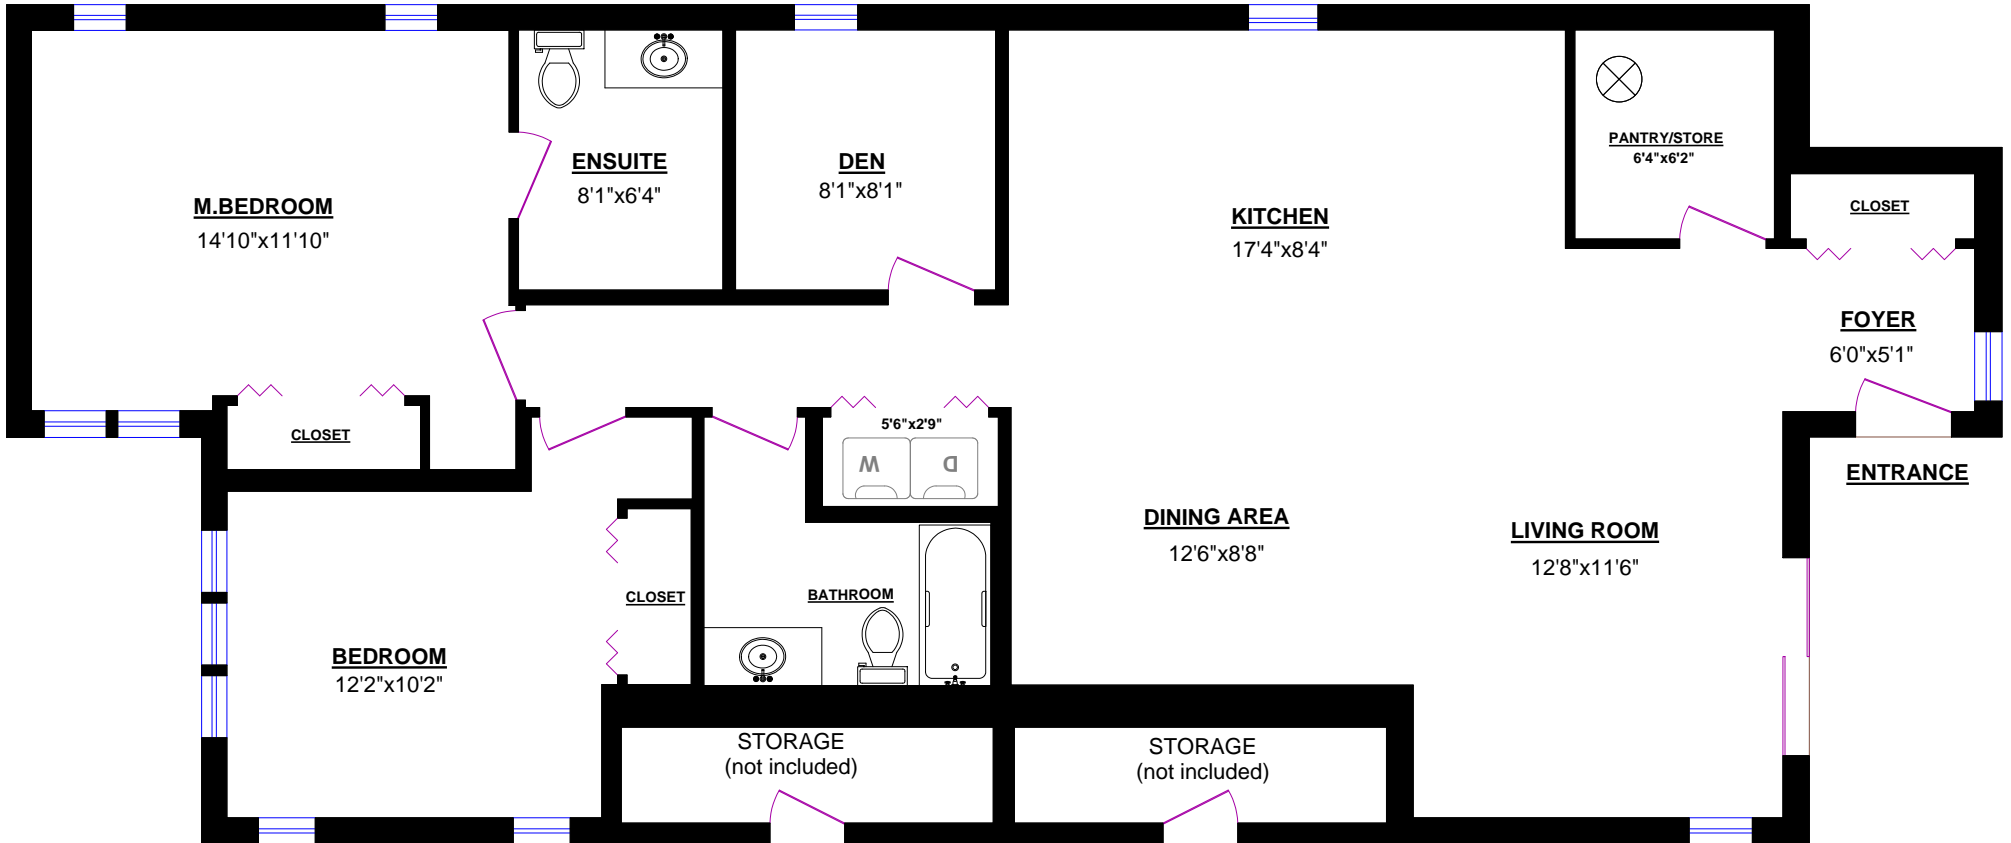 M.BEDROOM
14'10"x11'10"
ENSUITE
8'1"x6'4"
DEN
8'1"x8'1"
KITCHEN
17'4"x8'4"
PANTRY/STORE
6'4"x6'2"
CLOSET
FOYER
6'0"x5'1"
ENTRANCE
CLOSET
5'6"x2'9"
W
D
DINING AREA
12'6"x8'8"
LIVING ROOM
12'8"x11'6"
BATHROOM
CLOSET
BEDROOM
12'2"x10'2"
STORAGE
(not included)
STORAGE
(not included)